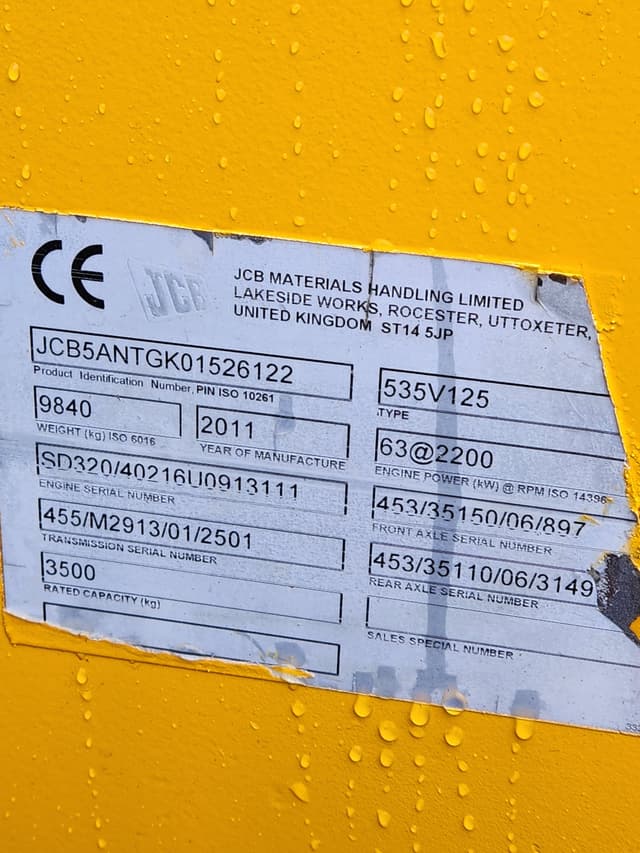 CE
JCB
JCB MATERIALS HANDLING LIMITED
LAKESIDE WORKS, ROCESTER, UTTOXETER,
UNITED KINGDOM ST14 5JP
JCB5ANTGK01526122
Product Identification Number, PIN ISO 10261
535V125
TYPE
9840
WEIGHT (kg) ISO 6016
2011
YEAR OF MANUFACTURE
63@2200
ENGINE POWER (kW) @ RPM ISO 14396
SD320/40216U0913111
ENGINE SERIAL NUMBER
453/35150/06/897
FRONT AXLE SERIAL NUMBER
455/M2913/01/2501
TRANSMISSION SERIAL NUMBER
453/35110/06/3149
REAR AXLE SERIAL NUMBER
3500
RATED CAPACITY (kg)
SALES SPECIAL NUMBER